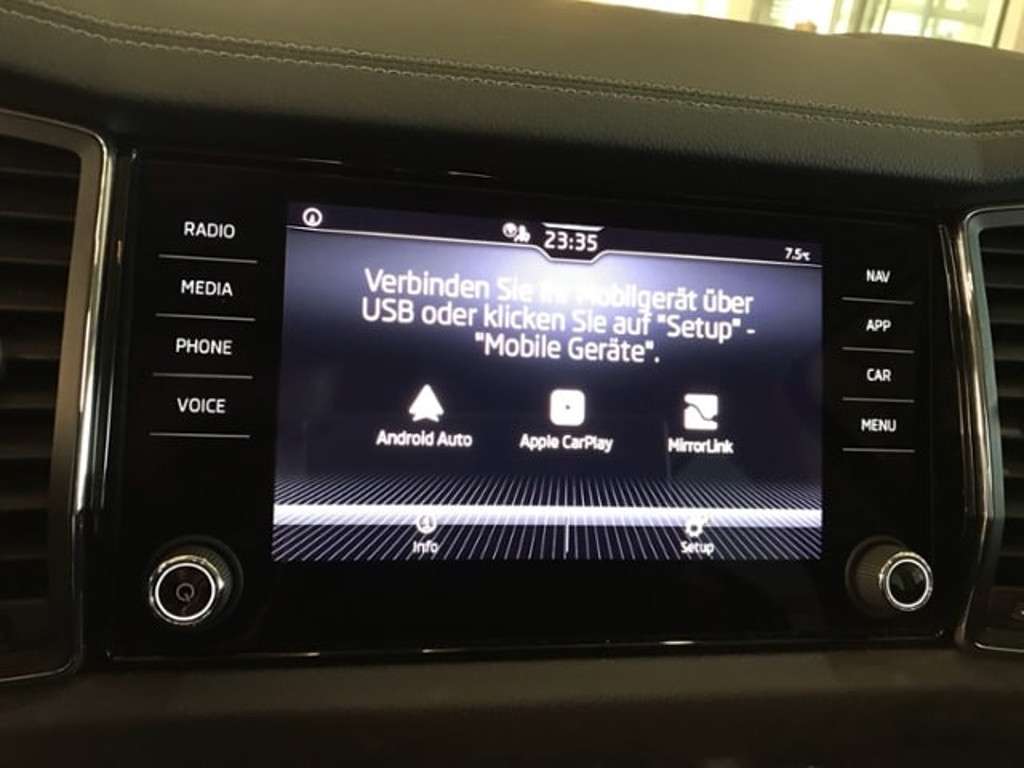 RADIO
MEDIA
PHONE
VOICE
23:35
7.5°C
Verbinden Sie Ihr Mobilgerät über
USB oder klicken Sie auf "Setup" -
"Mobile Geräte".
Android Auto
Apple CarPlay
MirrorLink
Info
Setup
NAV
APP
CAR
MENU